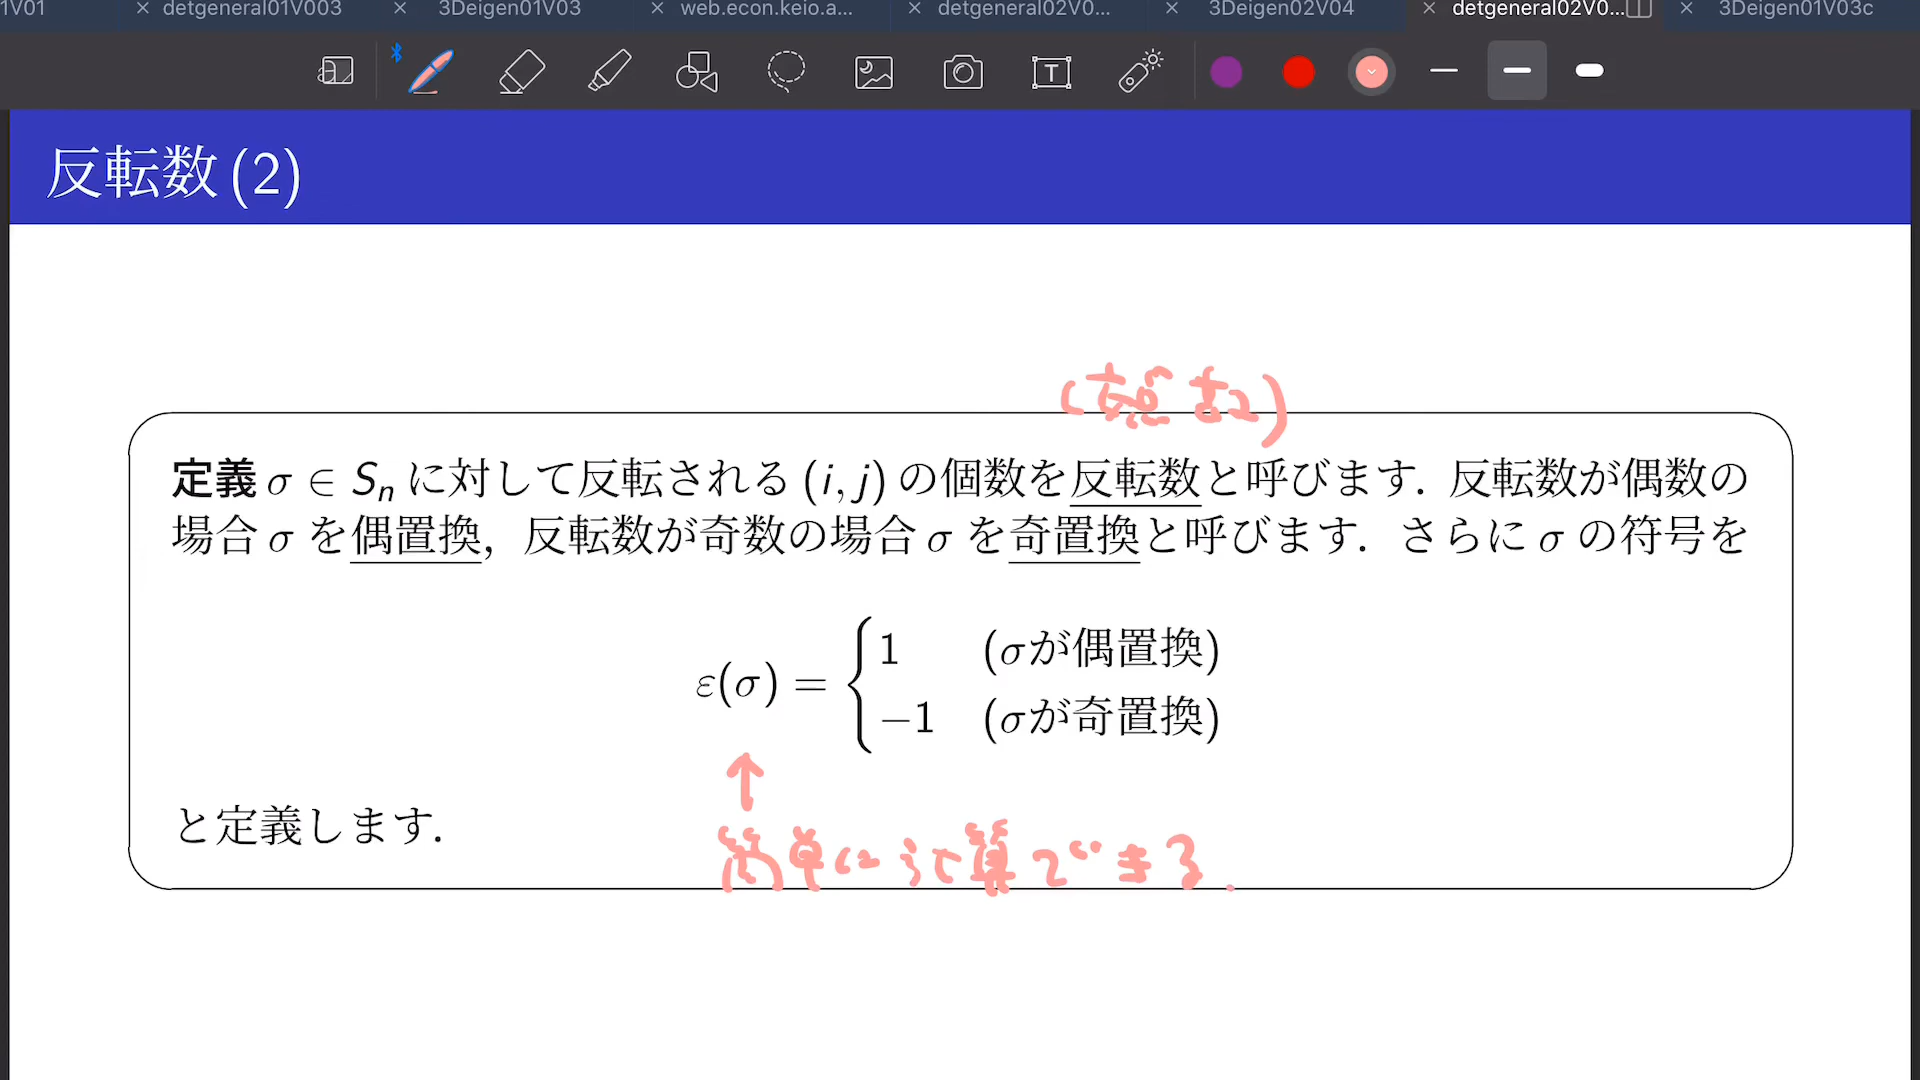 1V01 × detgeneral01V003 × 3Deigen01V03 × web.econ.keio.a... × detgeneral02V0... × 3Deigen02V04 × detgeneral02V0... × 3Deigen01V03c
T
反転数 (2)
定義 σ ∈ Sn に対して反転される (i, j) の個数を反転数と呼びます. 反転数が偶数の
場合 σ を偶置換, 反転数が奇数の場合 σ を奇置換と呼びます. さらに σ の符号を
ε(σ) = { 1 (σが偶置換)
−1 (σが奇置換)
と定義します.
↑
簡単に計算できる.